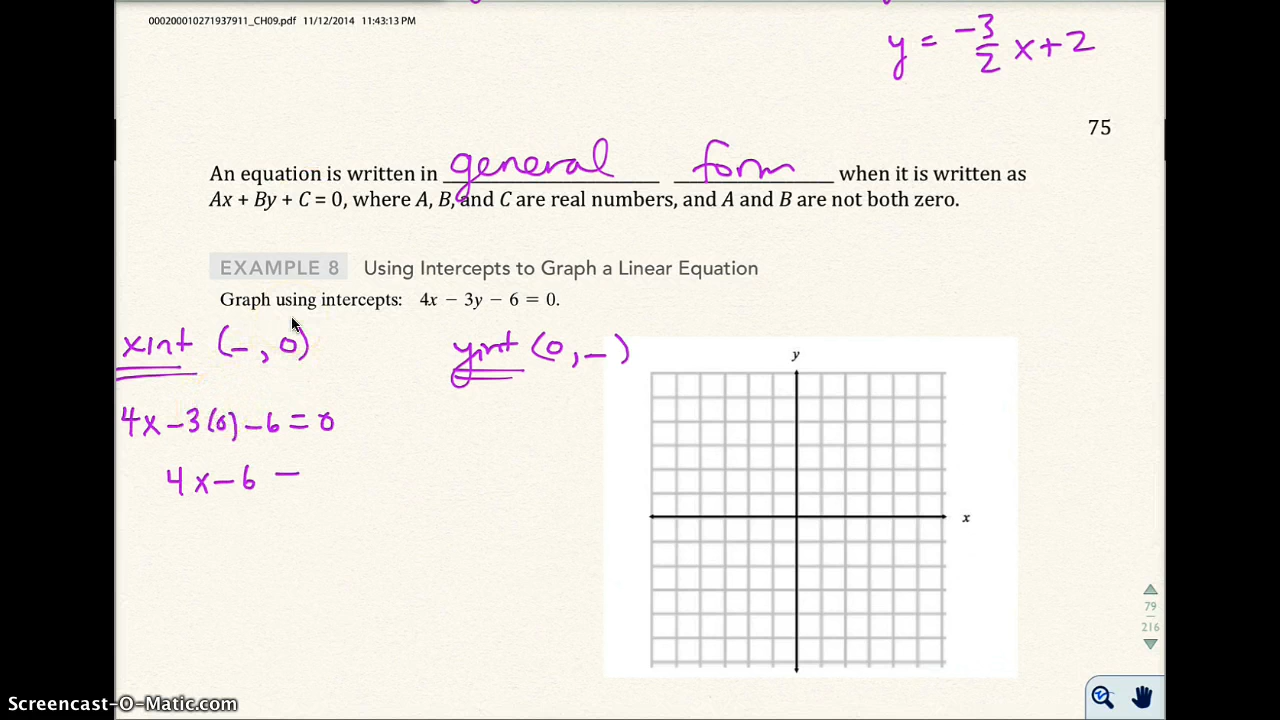 000200010271937911_CH09.pdf 11/12/2014 11:43:13 PM
y = -3/2 x + 2
75
An equation is written in general form when it is written as
Ax + By + C = 0, where A, B, and C are real numbers, and A and B are not both zero.
EXAMPLE 8 Using Intercepts to Graph a Linear Equation
Graph using intercepts: 4x − 3y − 6 = 0.
xint (–, 0) yint (0, –)
4x − 3(0) − 6 = 0
4x − 6 –
y
x
79
216
Screencast-O-Matic.com